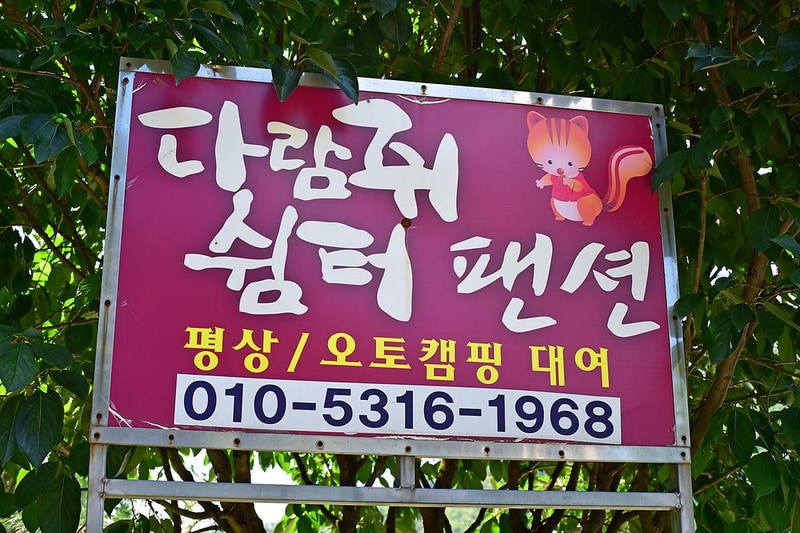 다람쥐
쉼터 팬션
평상/오토캠핑 대여
010-5316-1968